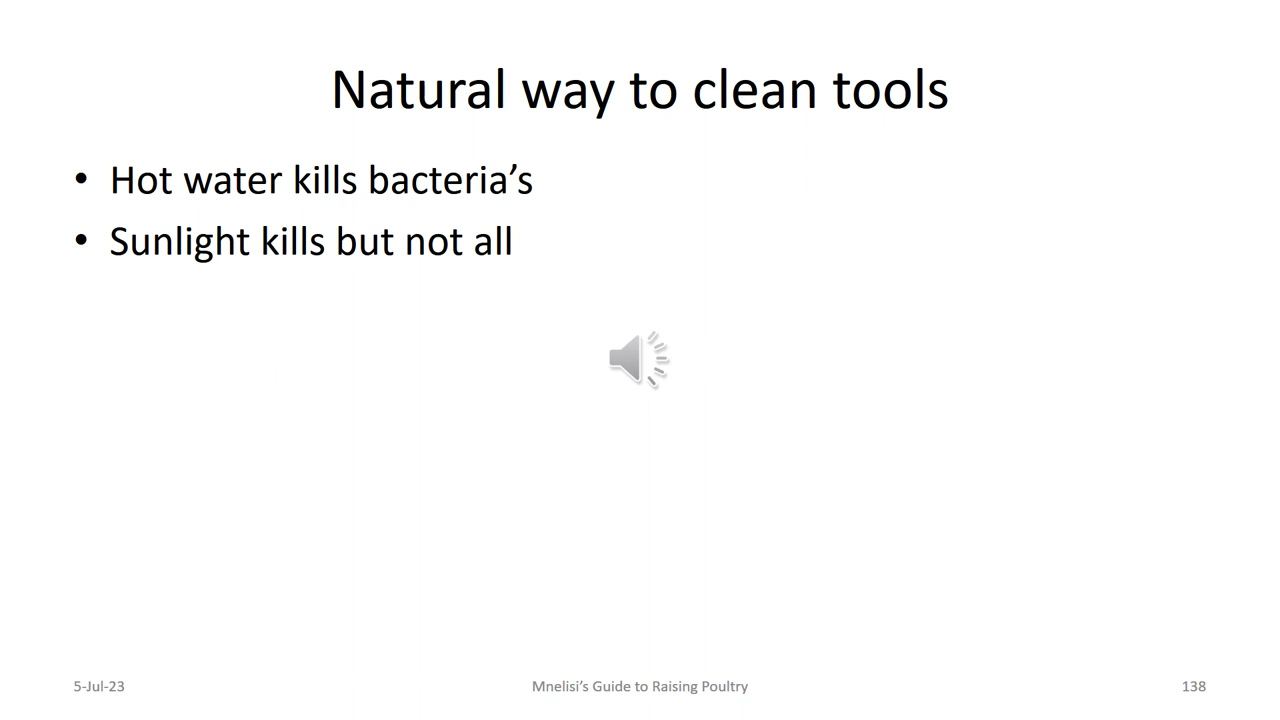 Natural way to clean tools
• Hot water kills bacteria’s
• Sunlight kills but not all
5-Jul-23
Mnelisi’s Guide to Raising Poultry
138